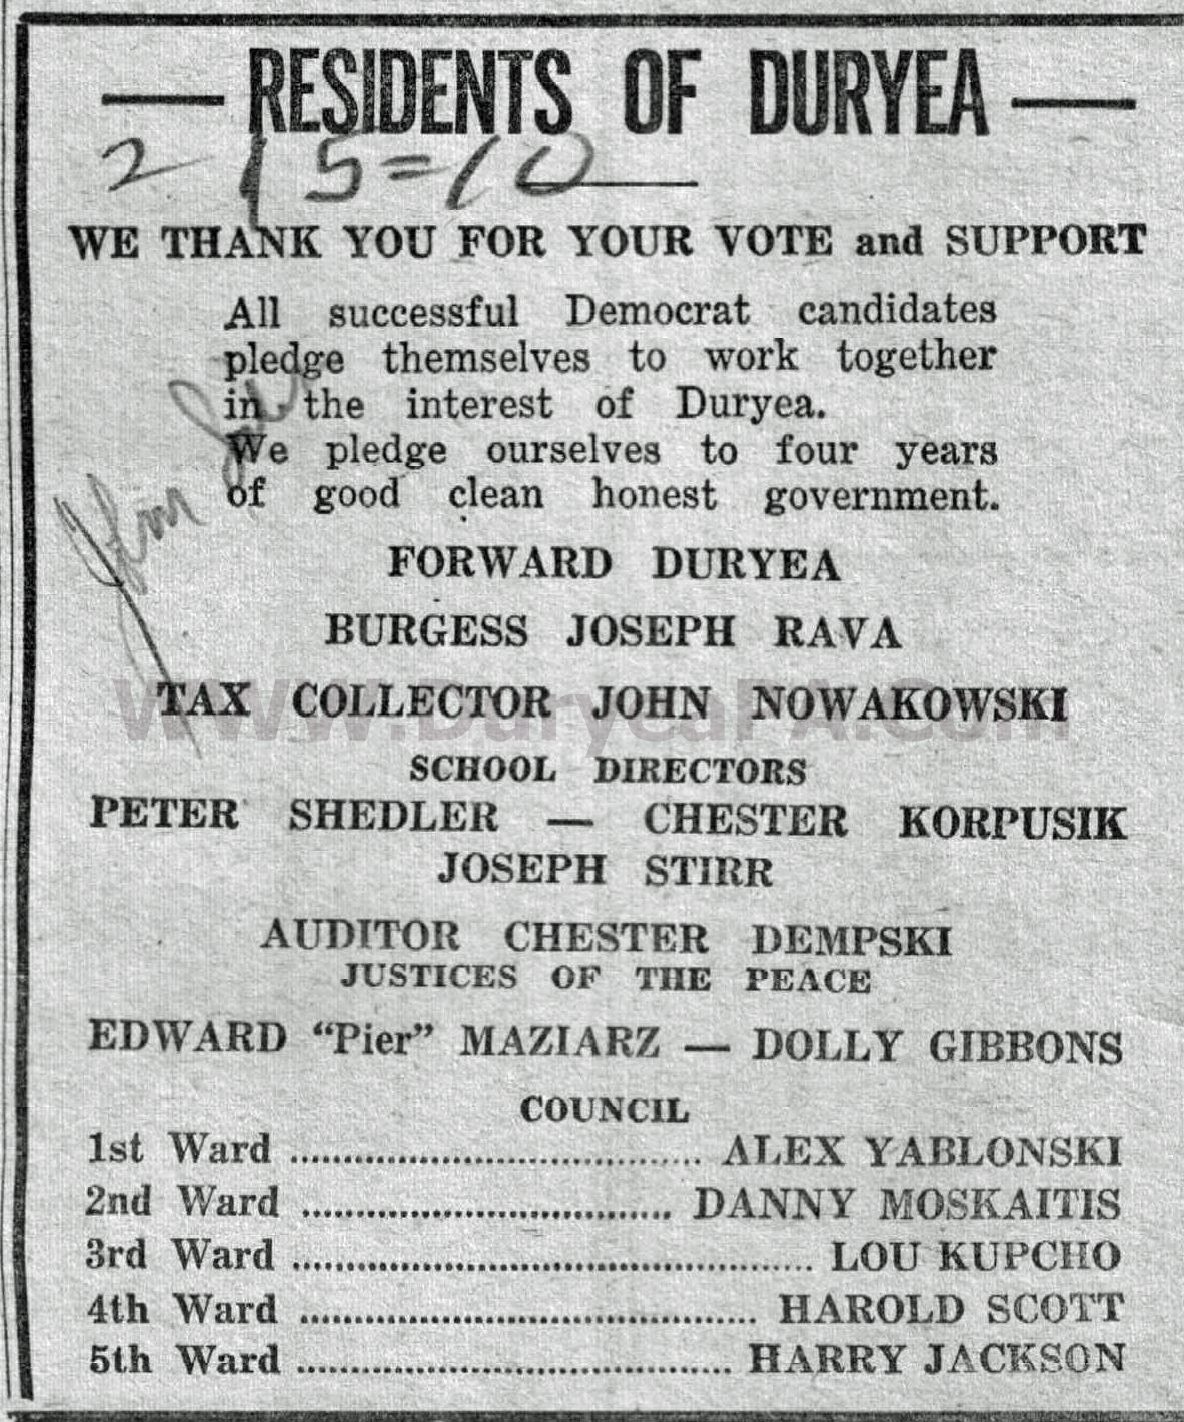 RESIDENTS OF DURYEA
2 15=10
WE THANK YOU FOR YOUR VOTE and SUPPORT
All successful Democrat candidates
pledge themselves to work together
in the interest of Duryea.
We pledge ourselves to four years
of good clean honest government.
John
FORWARD DURYEA
BURGESS JOSEPH RAVA
TAX COLLECTOR JOHN NOWAKOWSKI
WWW.DuryeaPA.Com
SCHOOL DIRECTORS
PETER SHEDLER — CHESTER KORPUSIK
JOSEPH STIRR
AUDITOR CHESTER DEMPSKI
JUSTICES OF THE PEACE
EDWARD “Pier” MAZIARZ — DOLLY GIBBONS
COUNCIL
1st Ward ........................................ ALEX YABLONSKI
2nd Ward .................................... DANNY MOSKAITIS
3rd Ward .................................................. LOU KUPCHO
4th Ward ............................................ HAROLD SCOTT
5th Ward .......................................... HARRY JACKSON